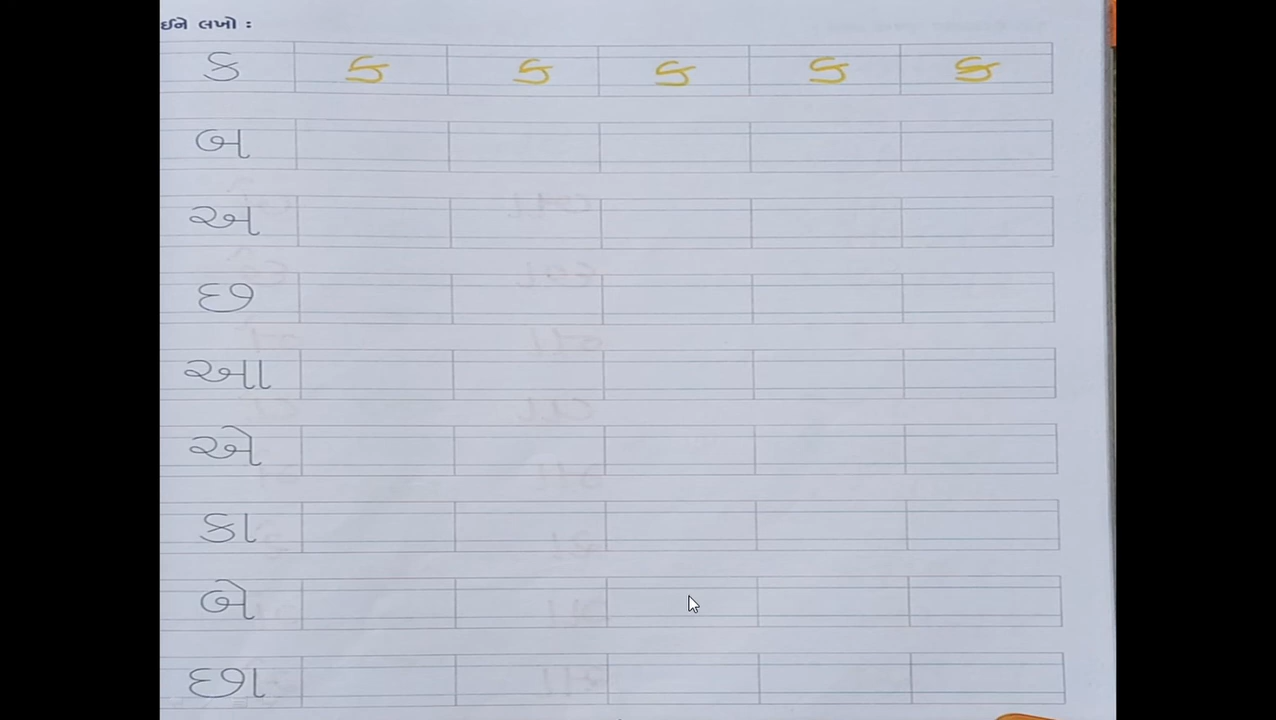 ઈને લખો :
ક ક ક ક ક ક
બ
અ
છ
આ
એ
કા
બે
છા